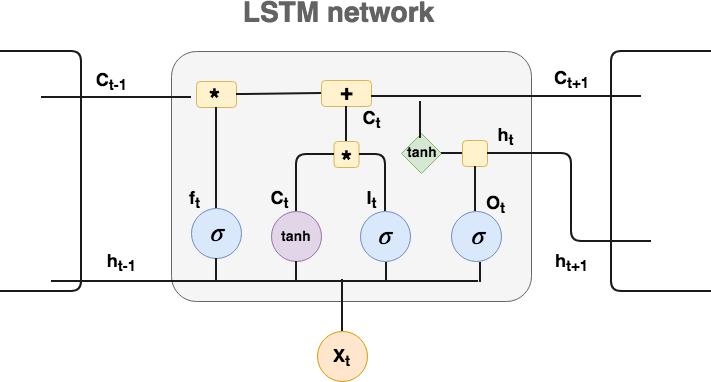 LSTM network
Ct-1
*
+
Ct+1
Ct
ht
*
tanh
ft
Ct
It
Ot
σ
tanh
σ
σ
ht-1
ht+1
Xt